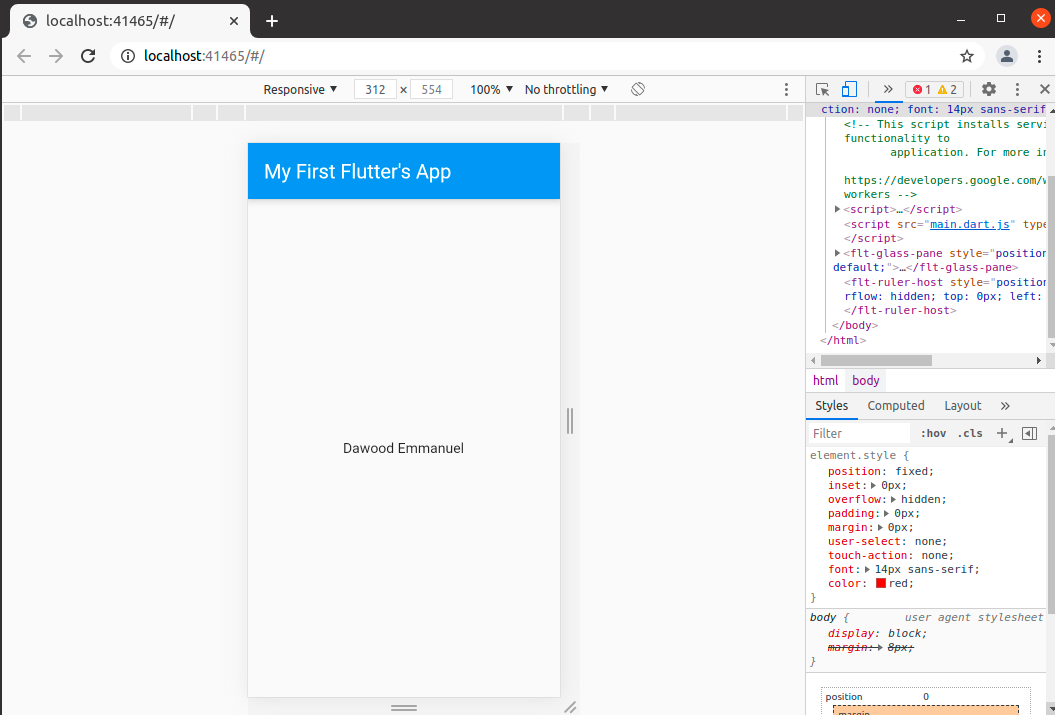 localhost:41465/#/
localhost:41465/#/
Responsive ▼ 312 × 554 100% ▼ No throttling ▼
1 2
My First Flutter's App
Dawood Emmanuel
ction: none; font: 14px sans-serif
<!-- This script installs servi
functionality to
application. For more in
https://developers.google.com/w
workers -->
▶<script>…</script>
<script src="main.dart.js" type
</script>
▶<flt-glass-pane style="position
default;">…</flt-glass-pane>
<flt-ruler-host style="position
rflow: hidden; top: 0px; left:
</flt-ruler-host>
</body>
</html>
html body
Styles Computed Layout »
Filter :hov .cls +
element.style {
position: fixed;
inset:▶0px;
overflow:▶hidden;
padding:▶0px;
margin:▶0px;
user-select: none;
touch-action: none;
font:▶14px sans-serif;
color: red;
}
body { user agent stylesheet
display: block;
margin:▶8px;
}
position 0
margin